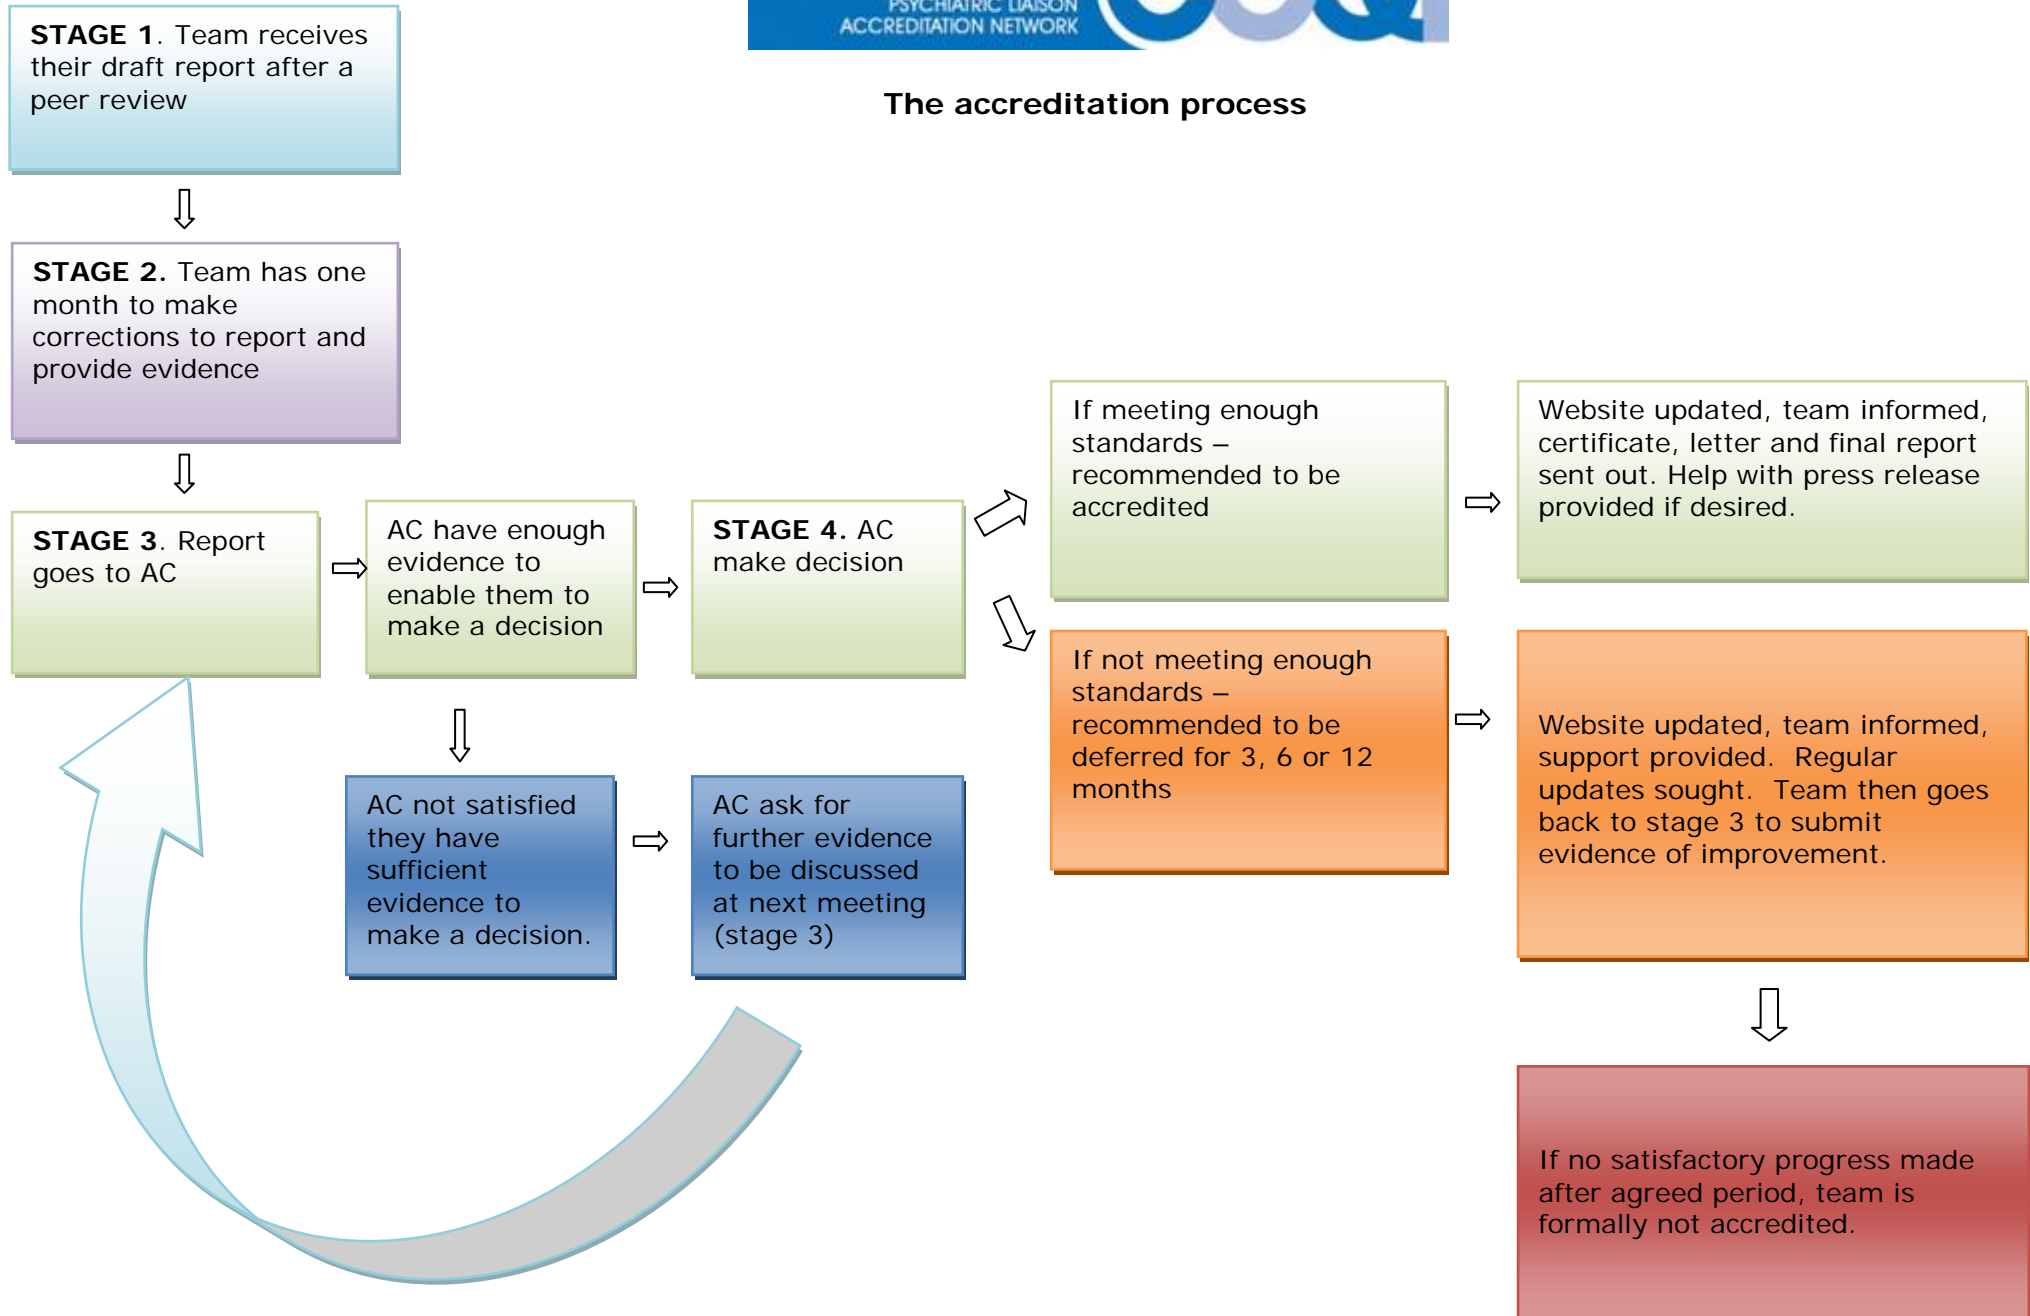 PSYCHIATRIC LIAISON
ACCREDITATION NETWORK
The accreditation process
STAGE 1. Team receives
their draft report after a
peer review
STAGE 2. Team has one
month to make
corrections to report and
provide evidence
STAGE 3. Report
goes to AC
AC have enough
evidence to
enable them to
make a decision
STAGE 4. AC
make decision
If meeting enough
standards –
recommended to be
accredited
Website updated, team informed,
certificate, letter and final report
sent out. Help with press release
provided if desired.
If not meeting enough
standards –
recommended to be
deferred for 3, 6 or 12
months
Website updated, team informed,
support provided.  Regular
updates sought.  Team then goes
back to stage 3 to submit
evidence of improvement.
AC not satisfied
they have
sufficient
evidence to
make a decision.
AC ask for
further evidence
to be discussed
at next meeting
(stage 3)
If no satisfactory progress made
after agreed period, team is
formally not accredited.